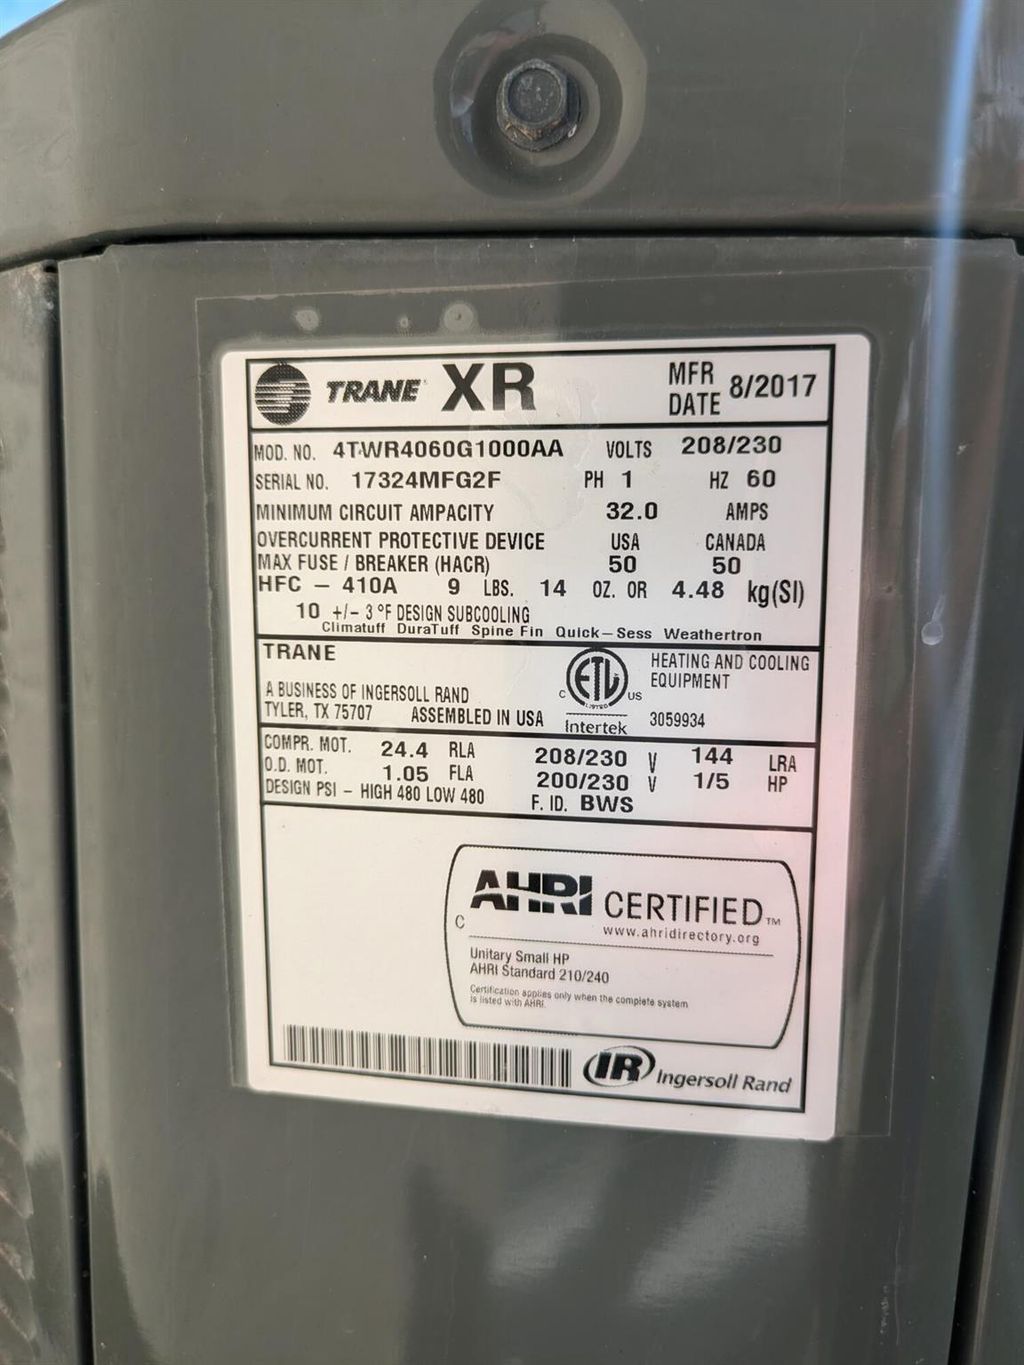 TRANE XR MFR DATE 8/2017
MOD. NO. 4TWR4060G1000AA VOLTS 208/230
SERIAL NO. 17324MFG2F PH 1 HZ 60
MINIMUM CIRCUIT AMPACITY 32.0 AMPS
OVERCURRENT PROTECTIVE DEVICE USA CANADA
MAX FUSE / BREAKER (HACR) 50 50
HFC - 410A 9 LBS. 14 OZ. OR 4.48 kg(SI)
10 +/- 3 °F DESIGN SUBCOOLING
Climatuff DuraTuff Spine Fin Quick-Sess Weathertron
TRANE
A BUSINESS OF INGERSOLL RAND
TYLER, TX 75707 ASSEMBLED IN USA
C ETL US
LISTED
Intertek
HEATING AND COOLING
EQUIPMENT
3059934
COMPR. MOT. 24.4 RLA 208/230 V 144 LRA
O.D. MOT. 1.05 FLA 200/230 V 1/5 HP
DESIGN PSI - HIGH 480 LOW 480 F. ID. BWS
AHRI CERTIFIED™
C
www.ahridirectory.org
Unitary Small HP
AHRI Standard 210/240
Certification applies only when the complete system
is listed with AHRI.
IR Ingersoll Rand